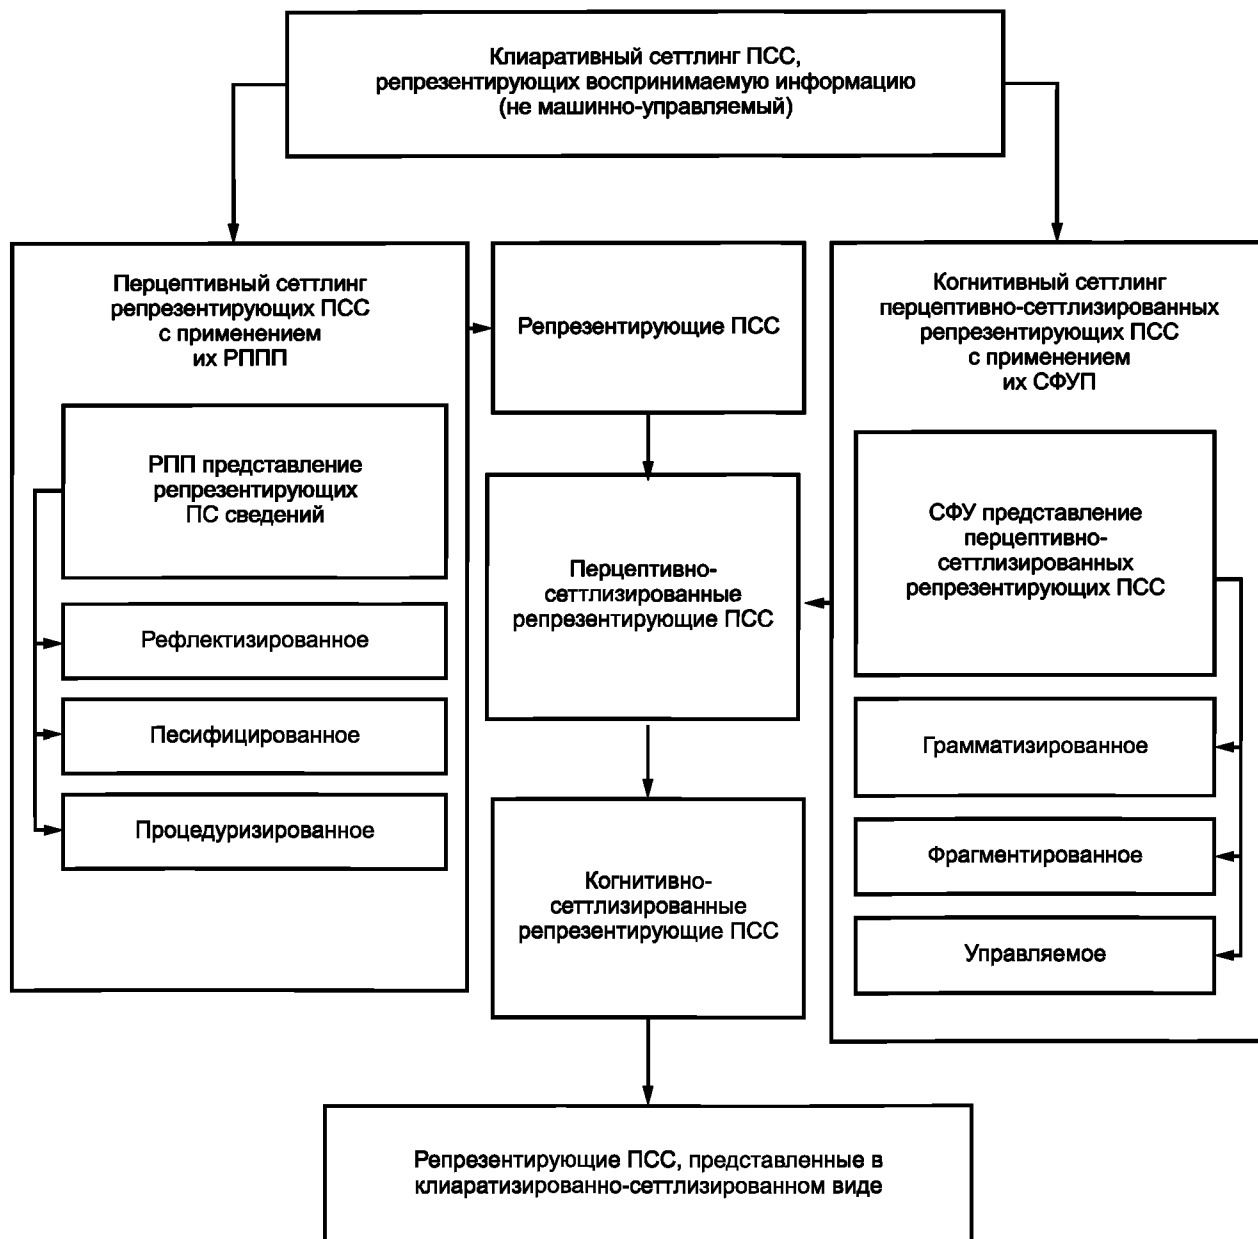 Клиаративный сеттлинг ПСС,
репрезентирующих воспринимаемую информацию
(не машинно-управляемый)
Перцептивный сеттлинг
репрезентирующих ПСС
с применением
их РППП
РПП представление
репрезентирующих
ПС сведений
Рефлектизированное
Песифицированное
Процедуризированное
Репрезентирующие ПСС
Перцептивно-
сеттлизированные
репрезентирующие ПСС
Когнитивно-
сеттлизированные
репрезентирующие ПСС
Когнитивный сеттлинг
перцептивно-сеттлизированных
репрезентирующих ПСС
с применением
их СФУП
СФУ представление
перцептивно-
сеттлизированных
репрезентирующих ПСС
Грамматизированное
Фрагментированное
Управляемое
Репрезентирующие ПСС, представленные в
клиаратизированно-сеттлизированном виде